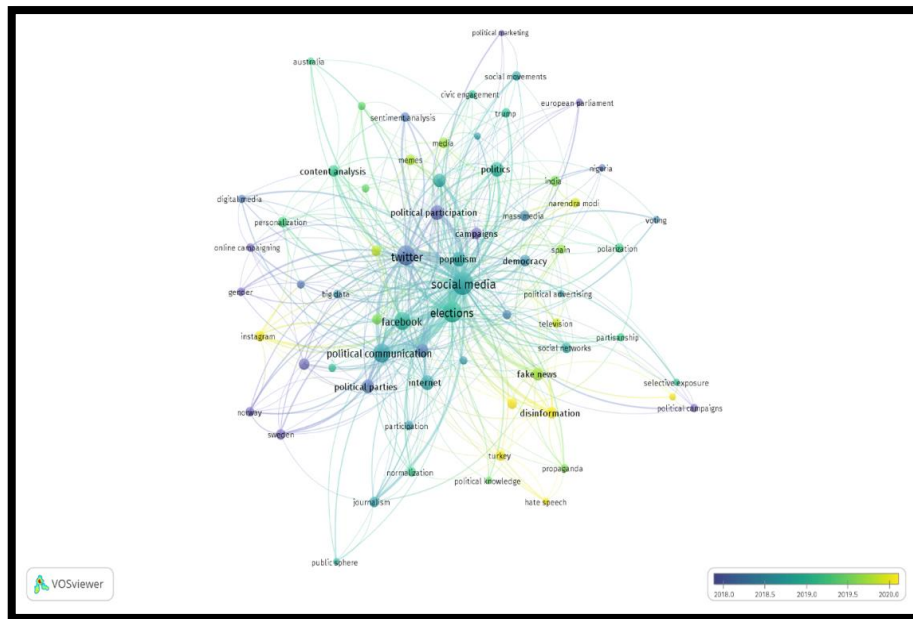 political marketing
australia
social movements
civic engagement
european parliament
sentiment analysis
trump
media
memes
politics
content analysis
nigeria
india
digital media
narendra modi
political participation
mass media
voting
personalization
campaigns
online campaigning
polarization
spain
twitter
populism
democracy
social media
gender
big data
political advertising
elections
facebook
television
instagram
partisanship
social networks
political communication
fake news
internet
selective exposure
political parties
political campaigns
norway
disinformation
participation
sweden
turkey
propaganda
normalization
political knowledge
journalism
hate speech
public sphere
VOSviewer
2018.0 2018.5 2019.0 2019.5 2020.0